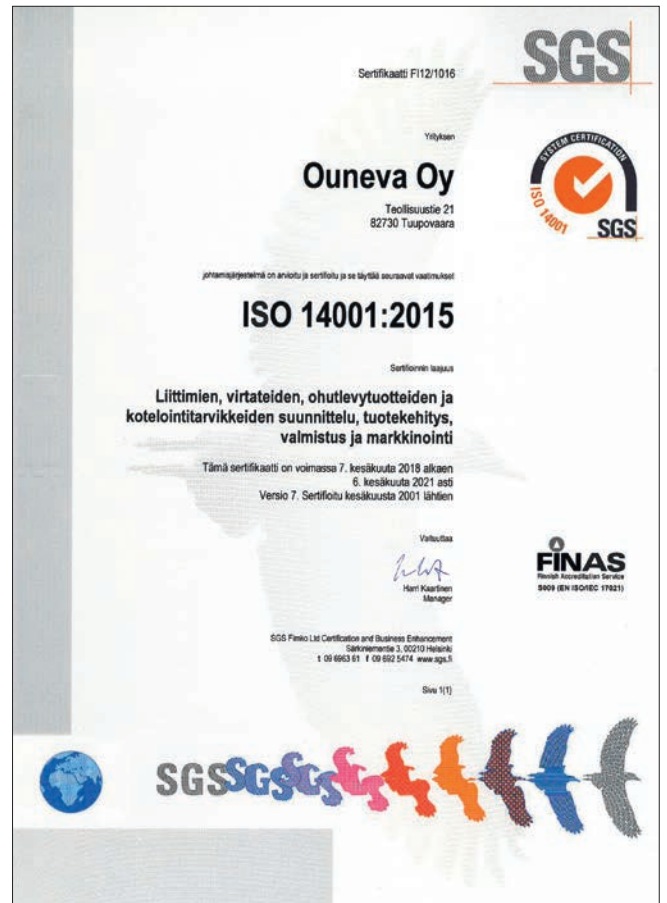 SGS
Sertifikaatti FI12/1016
Yrityksen
Ouneva Oy
Teollisuustie 21
82730 Tuupovaara
SYSTEM CERTIFICATION
ISO 14001
SGS
johtamisjärjestelmä on arvioitu ja sertifioitu ja se täyttää seuraavat vaatimukset
ISO 14001:2015
Sertifioinnin laajuus
Liittimien, virtateiden, ohutlevytuotteiden ja
kotelointitarvikkeiden suunnittelu, tuotekehitys,
valmistus ja markkinointi
Tämä sertifikaatti on voimassa 7. kesäkuuta 2018 alkaen
6. kesäkuuta 2021 asti
Versio 7. Sertifioitu kesäkuusta 2001 lähtien
Valtuuttaa
Harri Kaartinen
Manager
FINAS
Finnish Accreditation Service
S009 (EN ISO/IEC 17021)
SGS Fimko Ltd Certification and Business Enhancement
Särkiniementie 3, 00210 Helsinki
t 09 6963 61 f 09 692 5474 www.sgs.fi
Sivu 1(1)
SGSSGSSGS